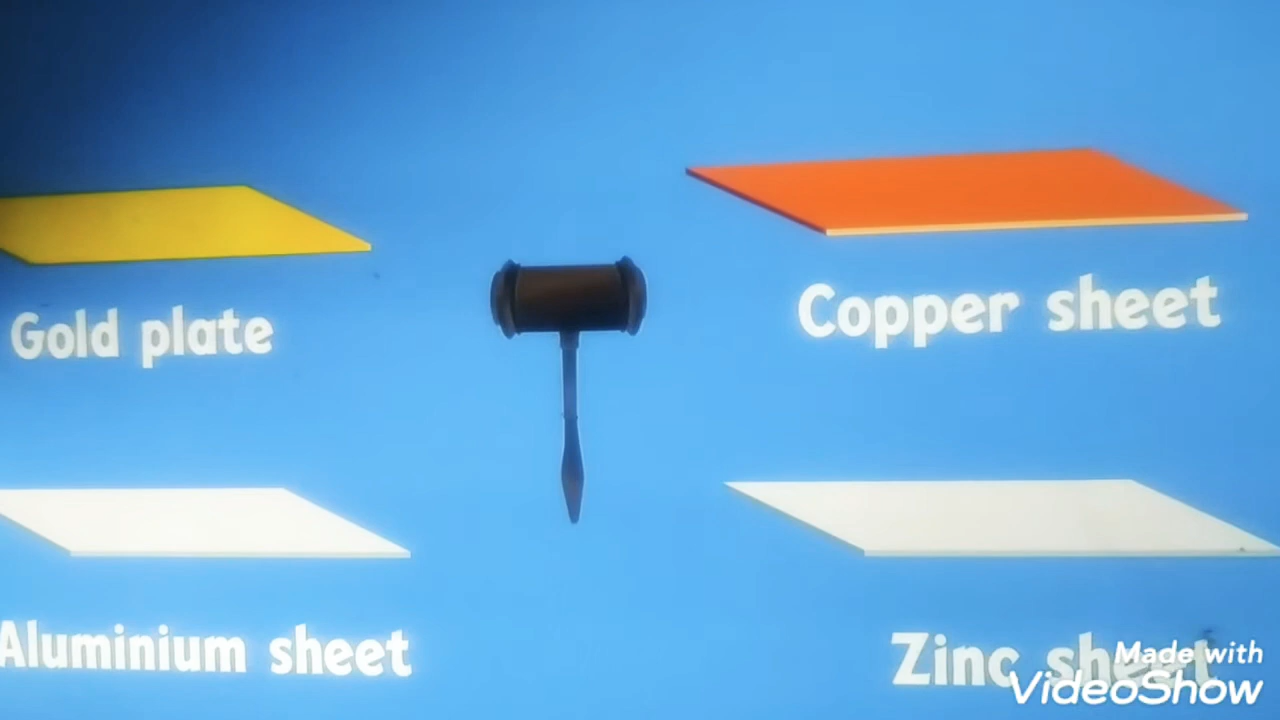 Gold plate
Copper sheet
Aluminium sheet
Zinc sheet
Made with
VideoShow